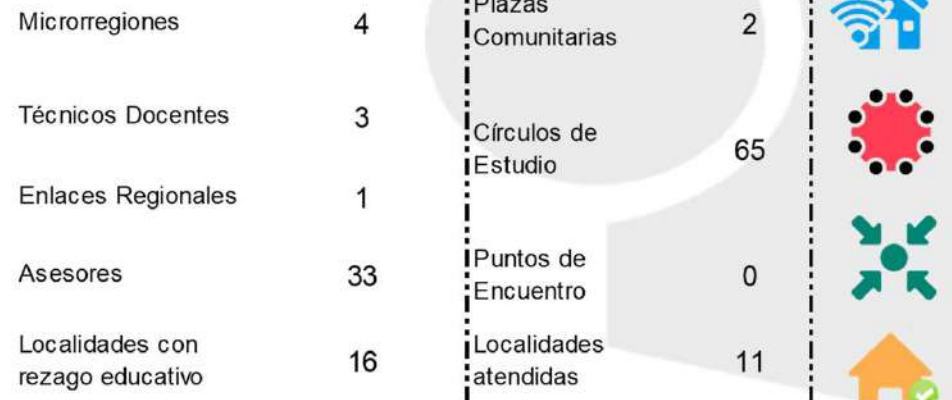 Microrregiones 4
Técnicos Docentes 3
Enlaces Regionales 1
Asesores 33
Localidades con
rezago educativo 16
Plazas
Comunitarias 2
Círculos de
Estudio 65
Puntos de
Encuentro 0
Localidades
atendidas 11